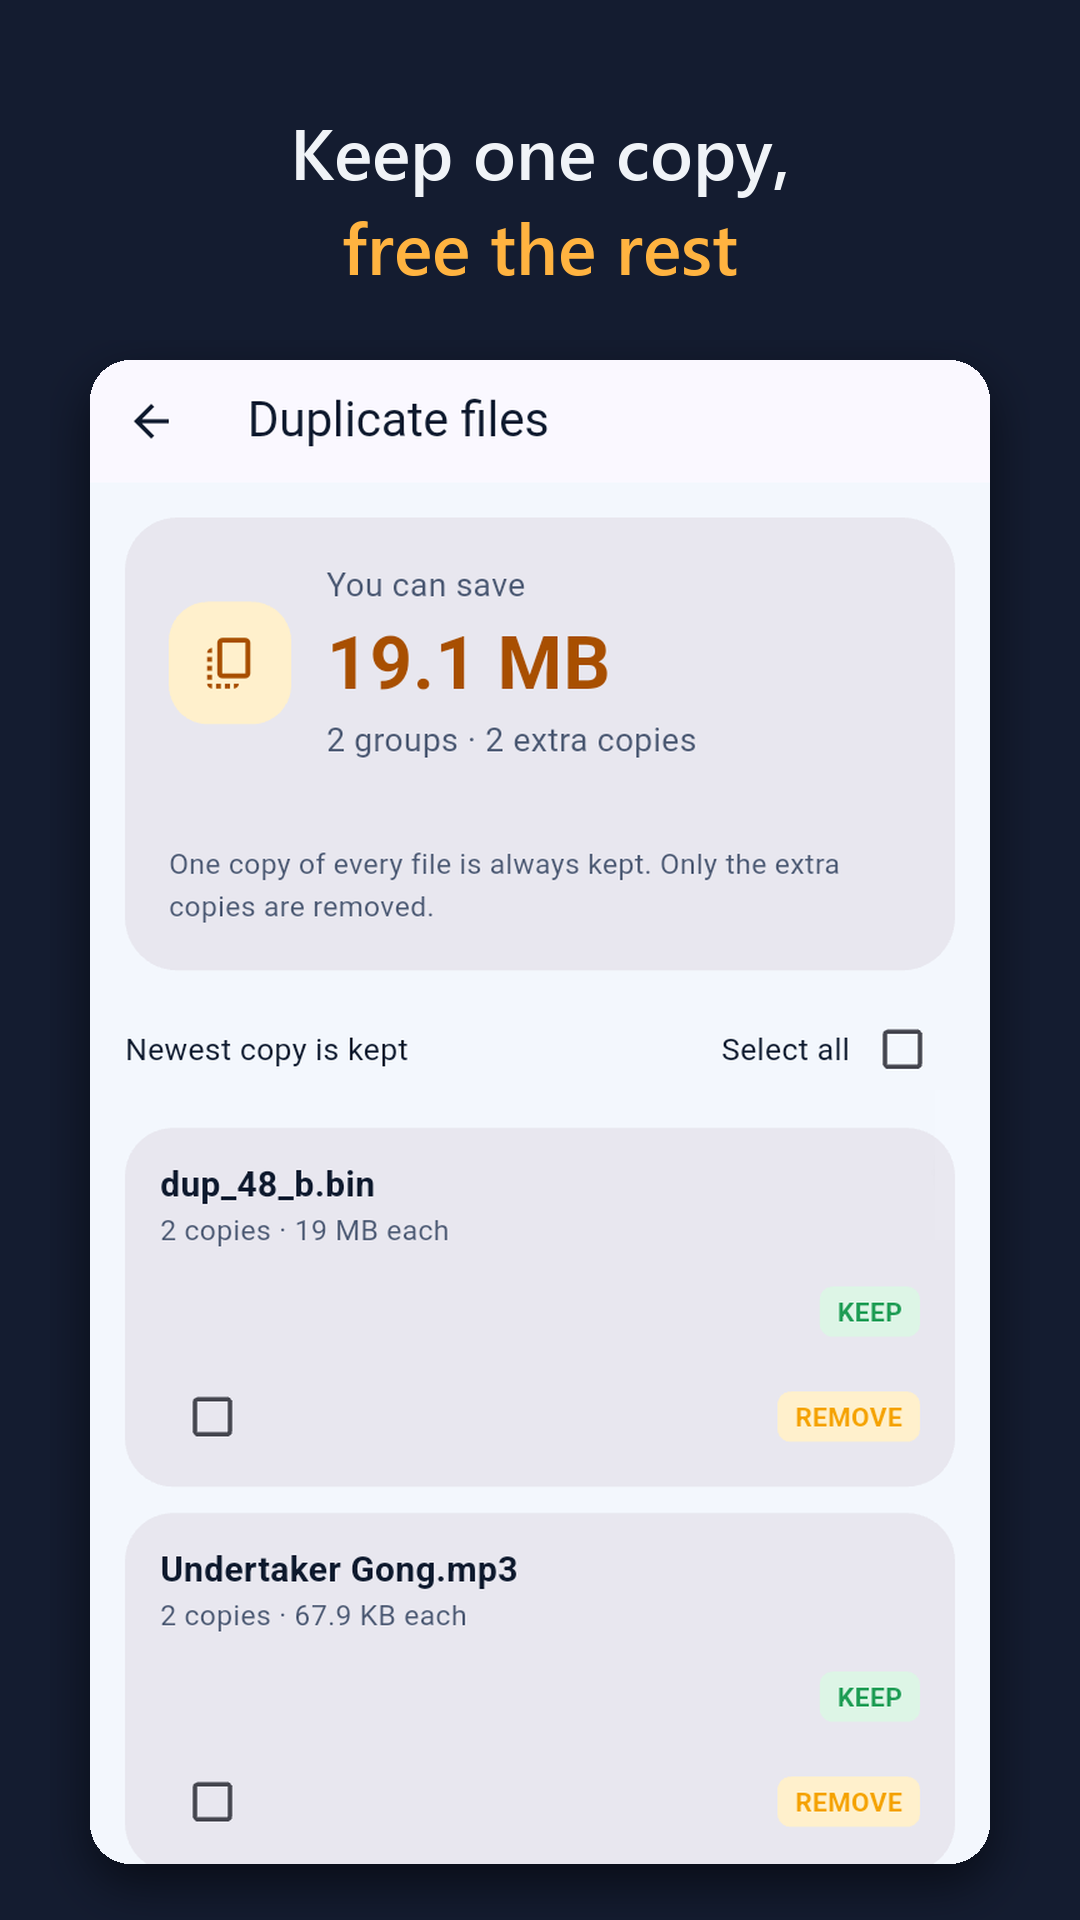 Keep one copy,
free the rest
Duplicate files
You can save
19.1 MB
2 groups · 2 extra copies
One copy of every file is always kept. Only the extra
copies are removed.
Newest copy is kept
Select all
dup_48_b.bin
2 copies · 19 MB each
KEEP
REMOVE
Undertaker Gong.mp3
2 copies · 67.9 KB each
KEEP
REMOVE